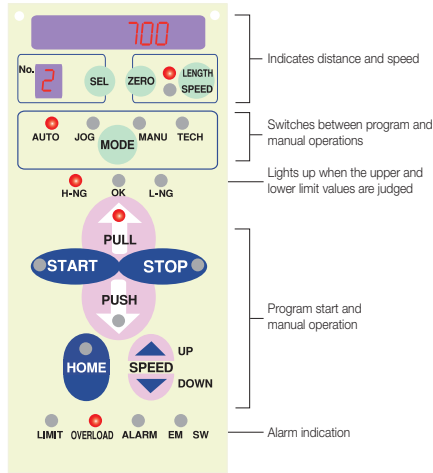 700
Indicates distance and speed
No.
2
SEL
ZERO
LENGTH
SPEED
Switches between program and
manual operations
AUTO
JOG
MANU
TECH
MODE
Lights up when the upper and
lower limit values are judged
H-NG
OK
L-NG
PULL
START
STOP
PUSH
Program start and
manual operation
HOME
UP
SPEED
DOWN
LIMIT
OVERLOAD
ALARM
EM SW
Alarm indication